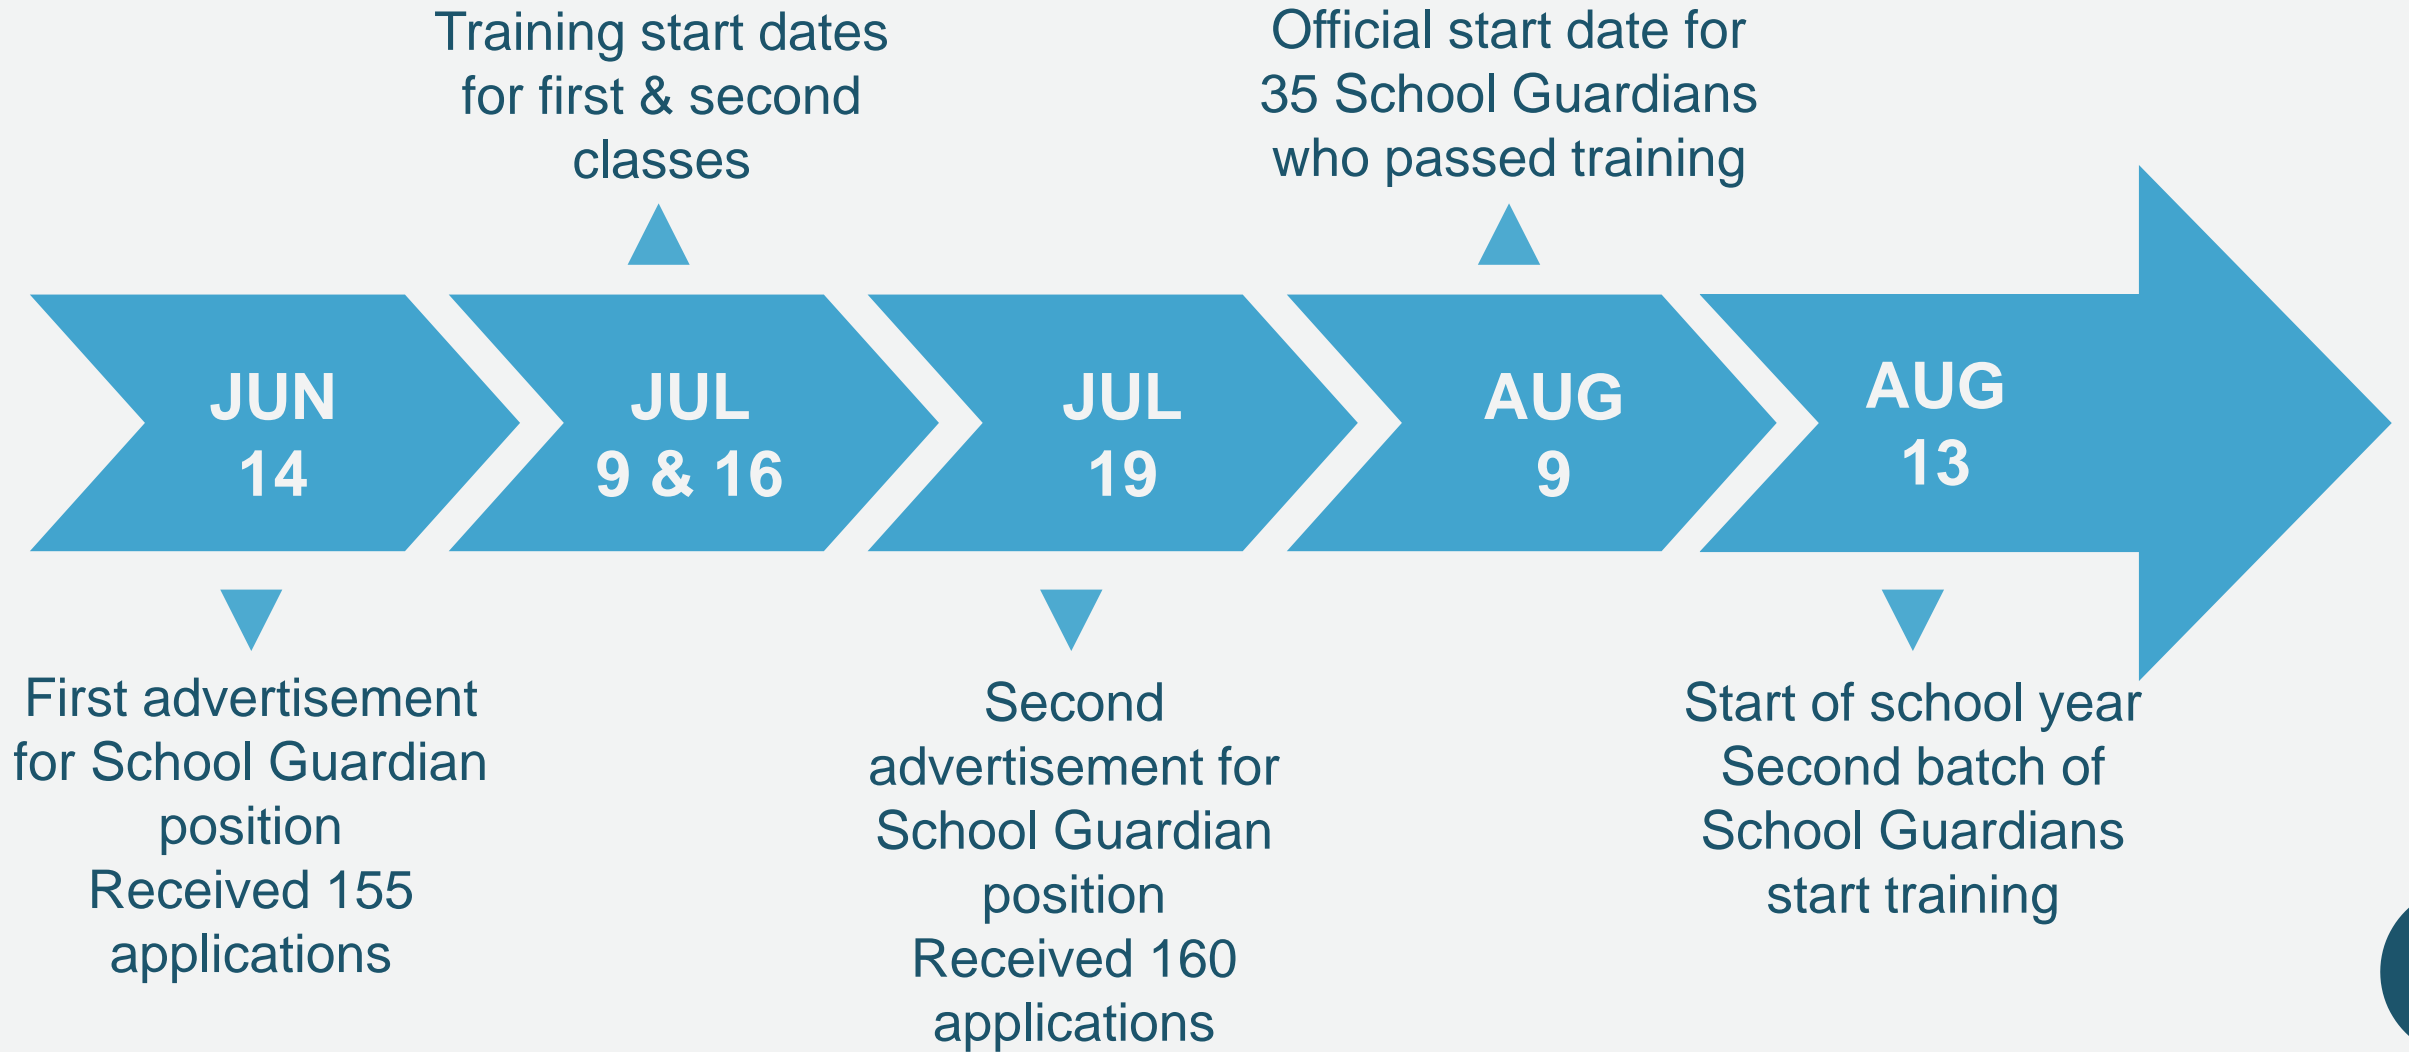 Training start dates
for first & second
classes
Official start date for
35 School Guardians
who passed training
JUN
14
JUL
9 & 16
JUL
19
AUG
9
AUG
13
First advertisement
for School Guardian
position
Received 155
applications
Second
advertisement for
School Guardian
position
Received 160
applications
Start of school year
Second batch of
School Guardians
start training